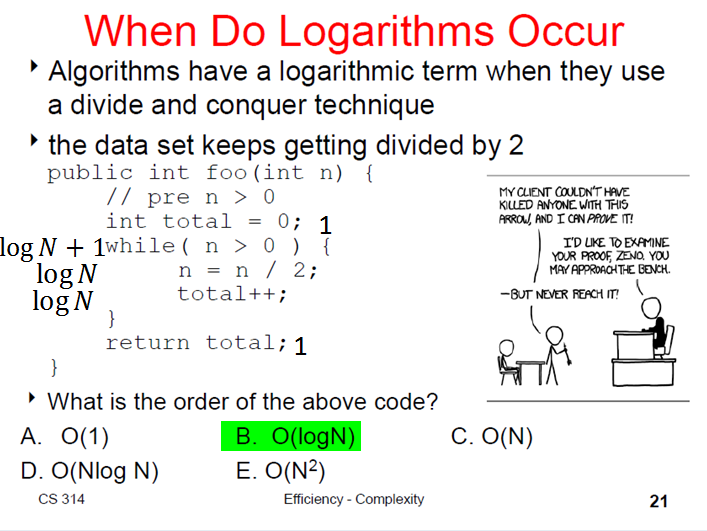 When Do Logarithms Occur
‣ Algorithms have a logarithmic term when they use
a divide and conquer technique
‣ the data set keeps getting divided by 2
public int foo(int n) {
// pre n > 0
int total = 0; 1
log N + 1 while( n > 0 ) {
log N n = n / 2;
log N total++;
}
return total; 1
}
MY CLIENT COULDN'T HAVE
KILLED ANYONE WITH THIS
ARROW, AND I CAN PROVE IT!
I'D LIKE TO EXAMINE
YOUR PROOF, ZENO. YOU
MAY APPROACH THE BENCH.
—BUT NEVER REACH IT!
‣ What is the order of the above code?
A. O(1) B. O(logN) C. O(N)
D. O(Nlog N) E. O(N²)
CS 314 Efficiency - Complexity 21